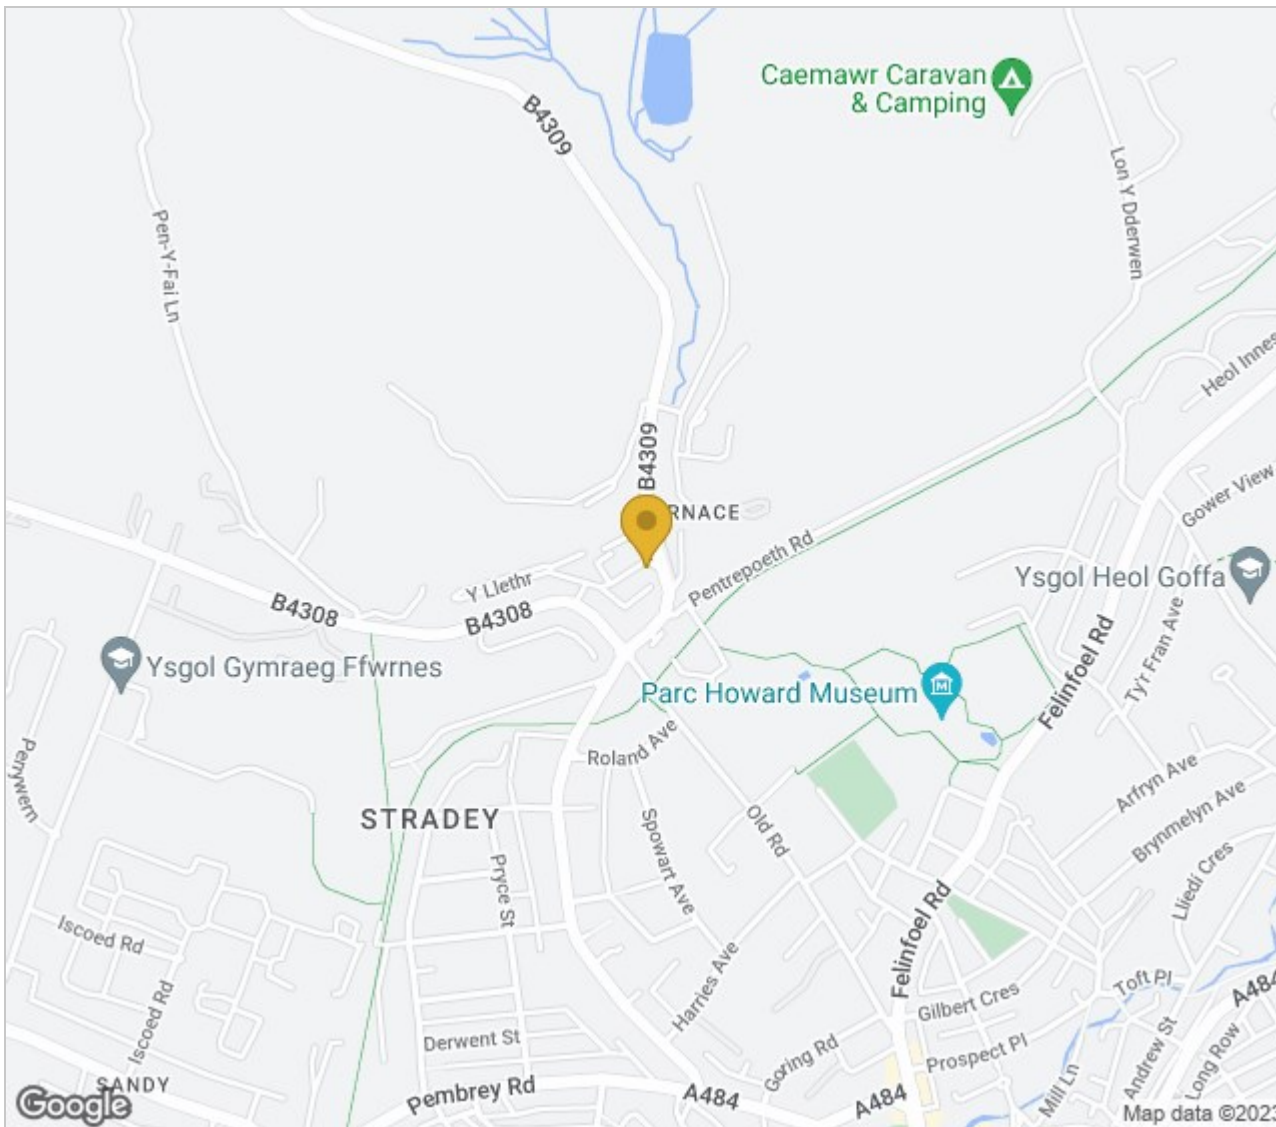 Caemawr Caravan
& Camping
B4309
Lon Y Dderwen
Pen-Y-Fai Ln
Heol Innes
B4309
Gower View
RNACE
Pentrepoeth Rd
Ysgol Heol Goffa
Y Llethr
B4308
B4308
Ty'r Fran Ave
Felinfoel Rd
Ysgol Gymraeg Ffwrnes
Parc Howard Museum
Roland Ave
Penywern
Arfryn Ave
Brynmelyn Ave
STRADEY
Old Rd
Spowart Ave
Pryce St
Lliedi Cres
Felinfoel Rd
Iscoed Rd
Harries Ave
Toft Pl
A484
Gilbert Cres
Iscoed Rd
Derwent St
Goring Rd
Prospect Pl
Andrew St
Long Row
Mill Ln
SANDY
Pembrey Rd
A484
A484
Google
Map data ©2023